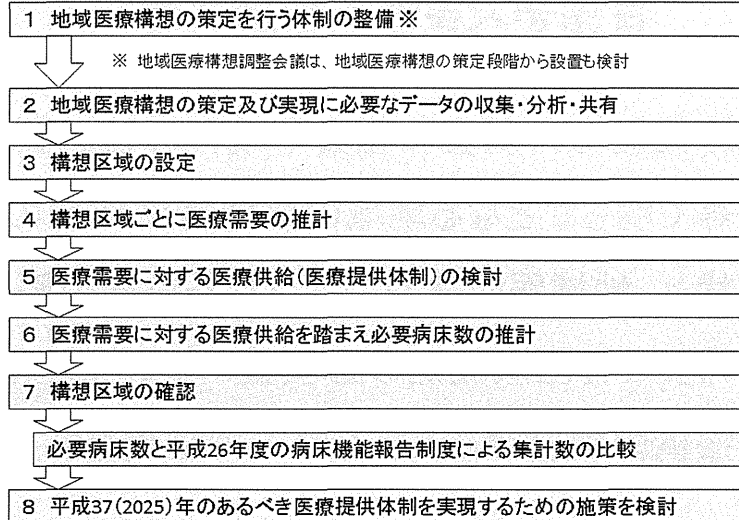 1 地域医療構想の策定を行う体制の整備※
※ 地域医療構想調整会議は、地域医療構想の策定段階から設置も検討
2 地域医療構想の策定及び実現に必要なデータの収集・分析・共有
3 構想区域の設定
4 構想区域ごとに医療需要の推計
5 医療需要に対する医療供給(医療提供体制)の検討
6 医療需要に対する医療供給を踏まえ必要病床数の推計
7 構想区域の確認
必要病床数と平成26年度の病床機能報告制度による集計数の比較
8 平成37(2025)年のあるべき医療提供体制を実現するための施策を検討